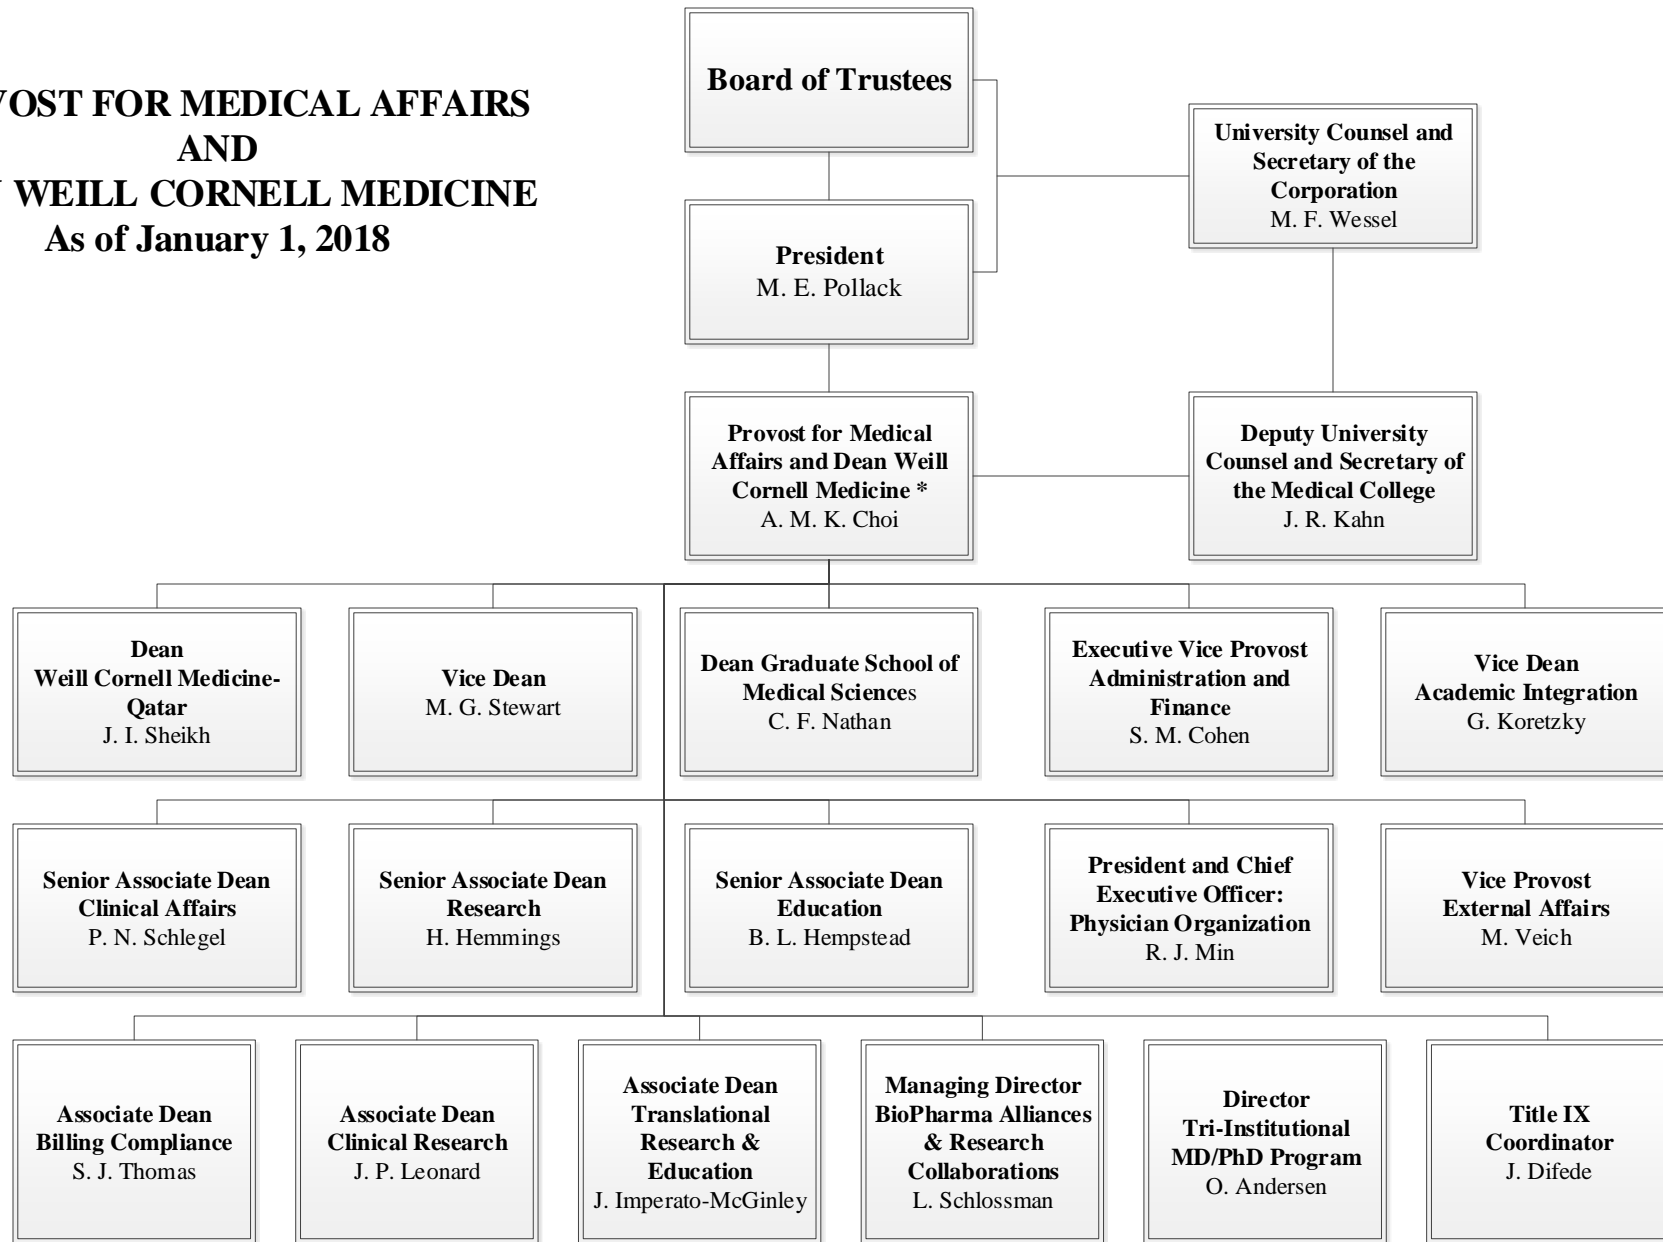 AND
WEILL CORNELL MEDICINE
FOR MEDICAL AFFAIRS
As of January 1, 2018
Board of Trustees
University Counsel and
Secretary of the
Corporation
M. F. Wessel
President
M. E. Pollack
Provost for Medical
Affairs and Dean Weill
Cornell Medicine *
A. M. K. Choi
Deputy University
Counsel and Secretary of
the Medical College
J. R. Kahn
Dean
Weill Cornell Medicine-
Qatar
J. I. Sheikh
Vice Dean
M. G. Stewart
Dean Graduate School of
Medical Sciences
C. F. Nathan
Executive Vice Provost
Administration and
Finance
S. M. Cohen
Vice Dean
Academic Integration
G. Koretzky
Senior Associate Dean
Clinical Affairs
P. N. Schlegel
Senior Associate Dean
Research
H. Hemmings
Senior Associate Dean
Education
B. L. Hempstead
President and Chief
Executive Officer:
Physician Organization
R. J. Min
Vice Provost
External Affairs
M. Veich
Associate Dean
Billing Compliance
S. J. Thomas
Associate Dean
Clinical Research
J. P. Leonard
Associate Dean
Translational
Research &
Education
J. Imperato-McGinley
Managing Director
BioPharma Alliances
& Research
Collaborations
L. Schlossman
Director
Tri-Institutional
MD/PhD Program
O. Andersen
Title IX
Coordinator
J. Difede